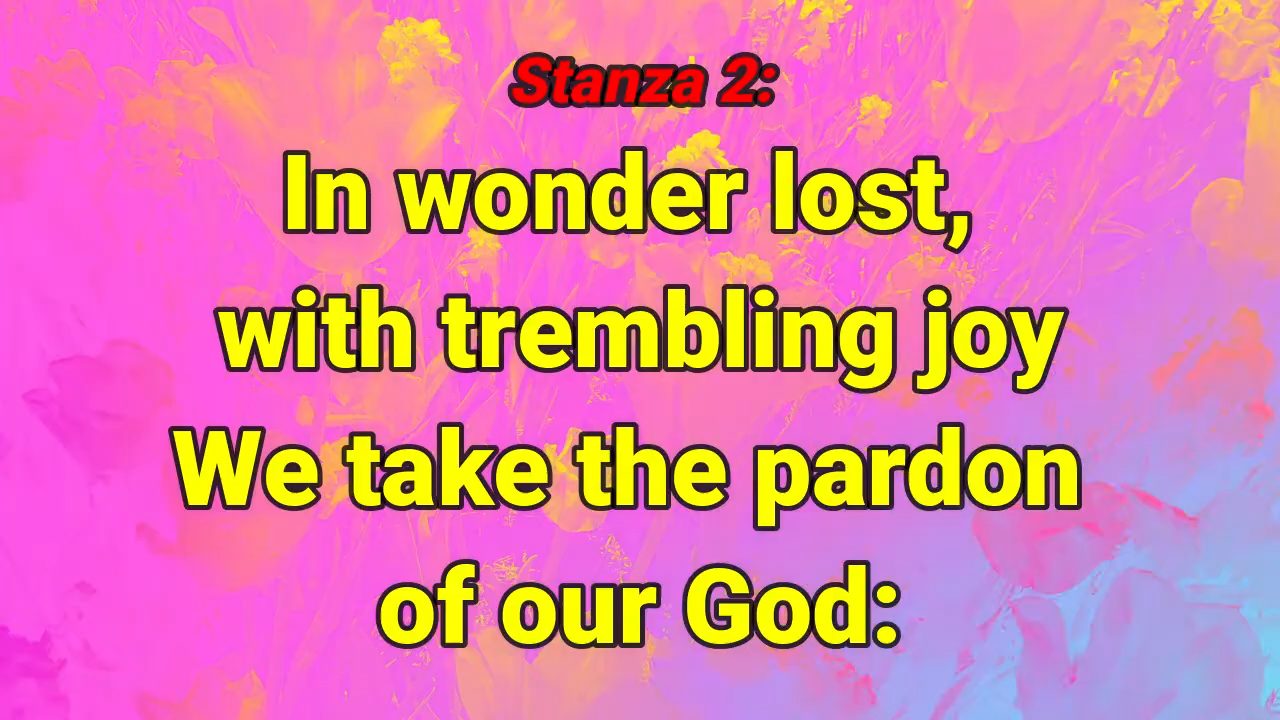 Stanza 2:
In wonder lost,
with trembling joy
We take the pardon
of our God: